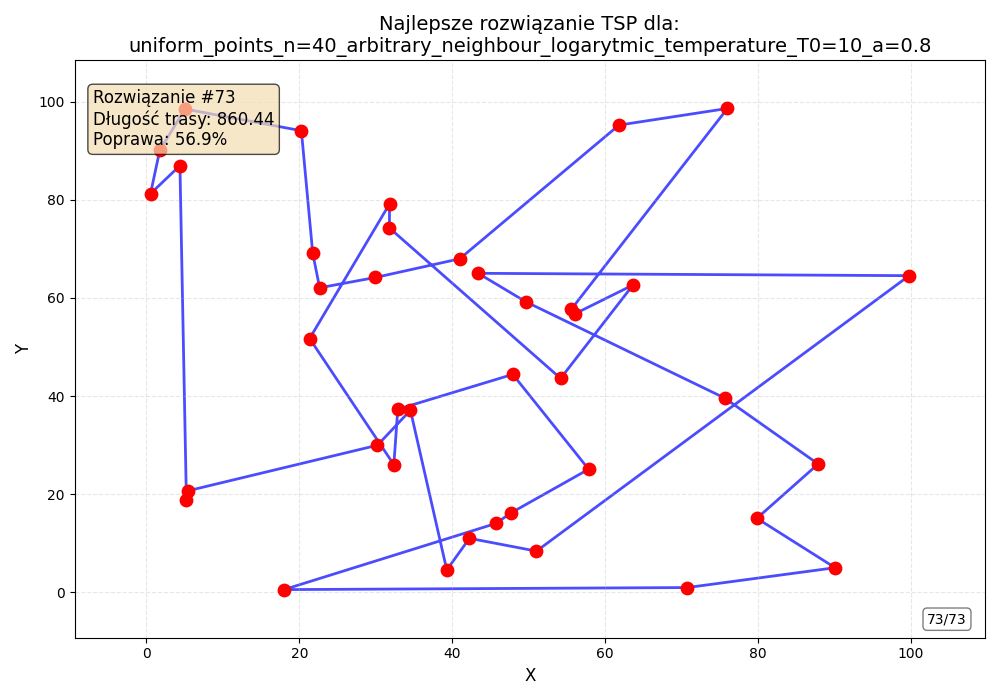 Najlepsze rozwiązanie TSP dla:
uniform_points_n=40_arbitrary_neighbour_logarytmic_temperature_T0=10_a=0.8
Rozwiązanie #73
Długość trasy: 860.44
Poprawa: 56.9%
100
80
60
40
20
0
Y
73/73
0 20 40 60 80 100
X